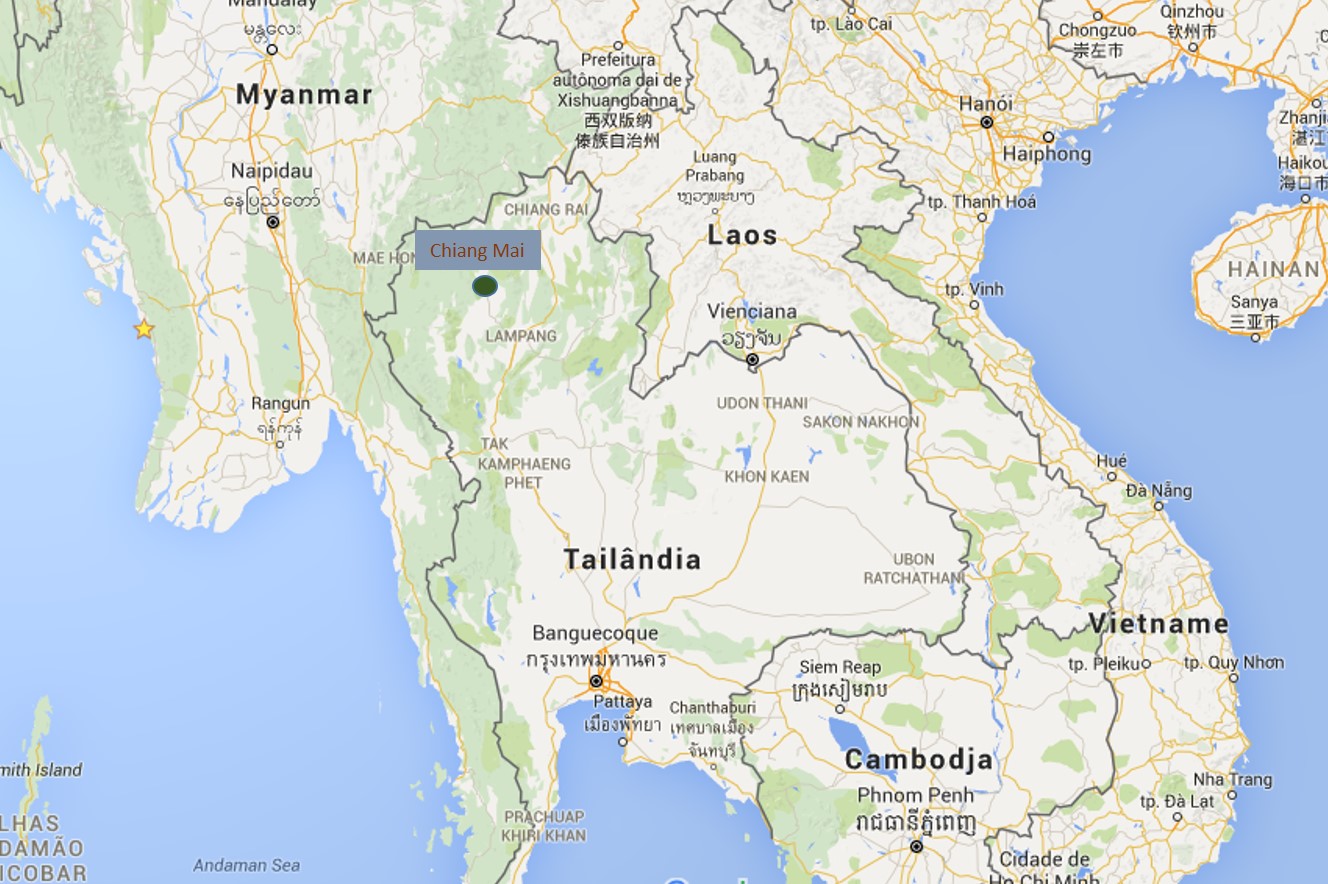 Mandalay
မန္တလေး
Myanmar
Naipidau
နေပြည်တော်
Rangun
ရန်ကုန်
Prefeitura
autônoma dai de
Xishuangbanna
西双版纳
傣族自治州
tp. Lào Cai
Chongzuo
崇左市
Qinzhou
钦州市
Hanói
Haiphong
Zhanji
湛江
Haikou
海口市
Luang
Prabang
ຫຼວງພະບາງ
tp. Thanh Hoá
CHIANG RAI
Laos
Chiang Mai
MAE HON
HAINAN
Sanya
三亚市
tp. Vinh
Vienciana
ວຽງຈັນ
LAMPANG
UDON THANI
SAKON NAKHON
TAK
KAMPHAENG
PHET
KHON KAEN
Hué
Đà Nẵng
Tailândia
UBON
RATCHATHANI
Vietname
Banguecoque
กรุงเทพมหานคร
Siem Reap
ក្រុងសៀមរាប
tp. Pleiku
tp. Quy Nhơn
Pattaya
เมืองพัทยา
Chanthaburi
เทศบาลเมือง
จันทบุรี
Cambodja
Phnom Penh
រាជធានីភ្នំពេញ
Nha Trang
tp. Đà Lạt
mith Island
LHAS
DAMÃO
ICOBAR
Andaman Sea
PRACHUAP
KHIRI KHAN
Cidade de
Ho Chi Minh